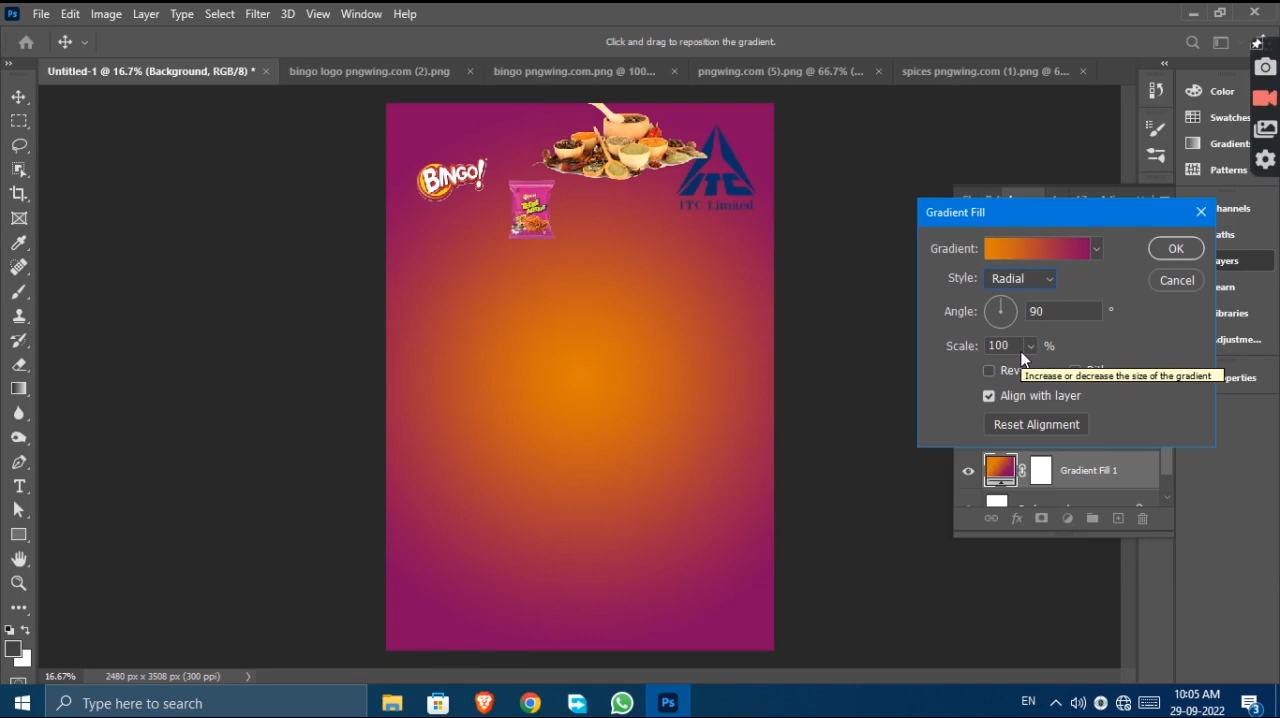 Ps File Edit Image Layer Type Select Filter 3D View Window Help
Click and drag to reposition the gradient.
Untitled-1 @ 16.7% (Background, RGB/8) *
bingo logo pngwing.com (2).png
bingo pngwing.com.png @ 100...
pngwing.com (5).png @ 66.7% (...
spices pngwing.com (1).png @ 6...
Color
Swatches
Gradient
Patterns
BINGO!
ITC Limited
Gradient Fill
Gradient:
OK
Style: Radial
Cancel
Angle: 90 °
Scale: 100 %
Rev
Increase or decrease the size of the gradient
Align with layer
Reset Alignment
hannels
aths
ayers
earn
ibraries
djustme...
operties
Gradient Fill 1
fx
T
16.67%
2480 px x 3508 px (300 ppi)
Type here to search
Ps
EN
10:05 AM
29-09-2022
3